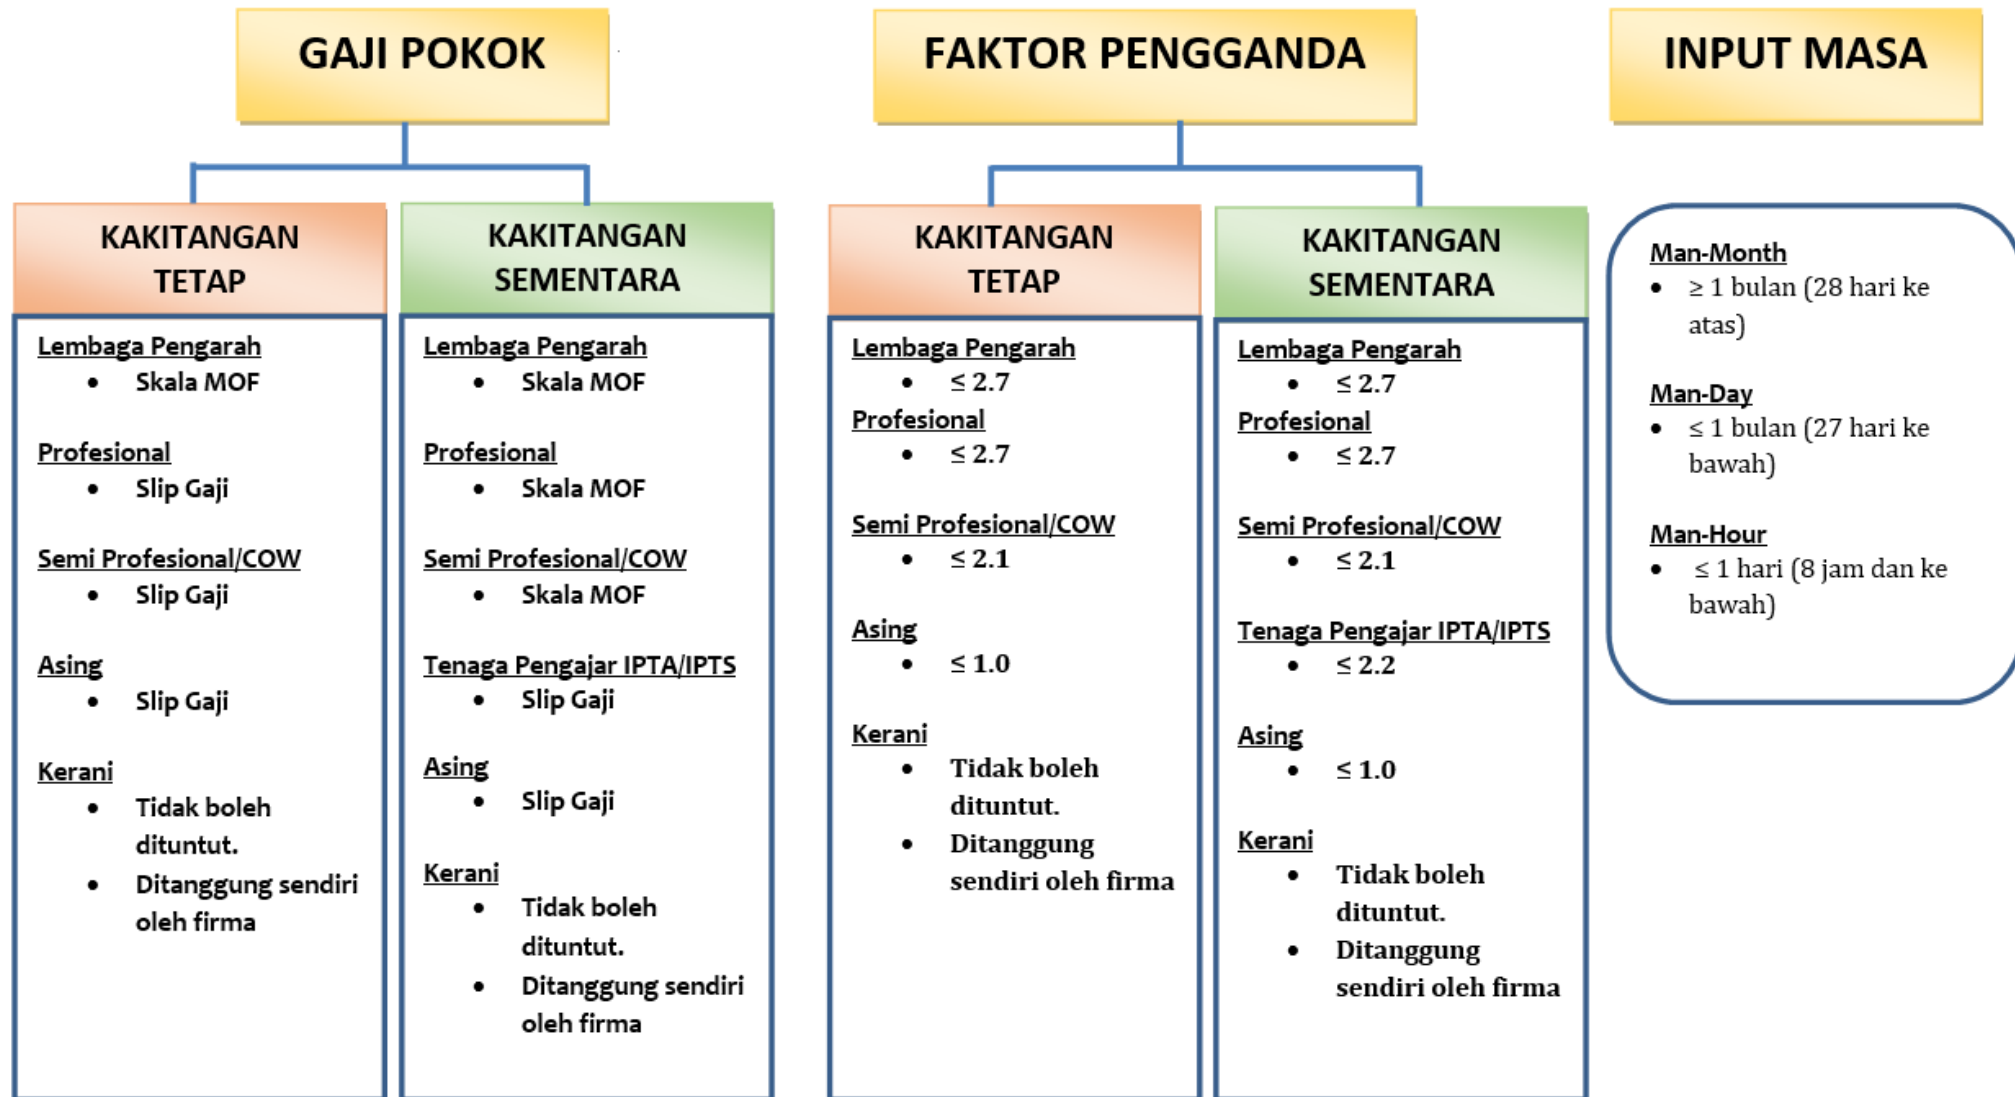 GAJI POKOK
KAKITANGAN
TETAP
Lembaga Pengarah
• Skala MOF
Profesional
• Slip Gaji
Semi Profesional/COW
• Slip Gaji
Asing
• Slip Gaji
Kerani
• Tidak boleh
dituntut.
• Ditanggung sendiri
oleh firma
KAKITANGAN
SEMENTARA
Lembaga Pengarah
• Skala MOF
Profesional
• Skala MOF
Semi Profesional/COW
• Skala MOF
Tenaga Pengajar IPTA/IPTS
• Slip Gaji
Asing
• Slip Gaji
Kerani
• Tidak boleh
dituntut.
• Ditanggung sendiri
oleh firma
FAKTOR PENGGANDA
KAKITANGAN
TETAP
Lembaga Pengarah
• ≤ 2.7
Profesional
• ≤ 2.7
Semi Profesional/COW
• ≤ 2.1
Asing
• ≤ 1.0
Kerani
• Tidak boleh
dituntut.
• Ditanggung
sendiri oleh firma
KAKITANGAN
SEMENTARA
Lembaga Pengarah
• ≤ 2.7
Profesional
• ≤ 2.7
Semi Profesional/COW
• ≤ 2.1
Tenaga Pengajar IPTA/IPTS
• ≤ 2.2
Asing
• ≤ 1.0
Kerani
• Tidak boleh
dituntut.
• Ditanggung
sendiri oleh firma
INPUT MASA
Man-Month
• ≥ 1 bulan (28 hari ke
atas)
Man-Day
• ≤ 1 bulan (27 hari ke
bawah)
Man-Hour
• ≤ 1 hari (8 jam dan ke
bawah)